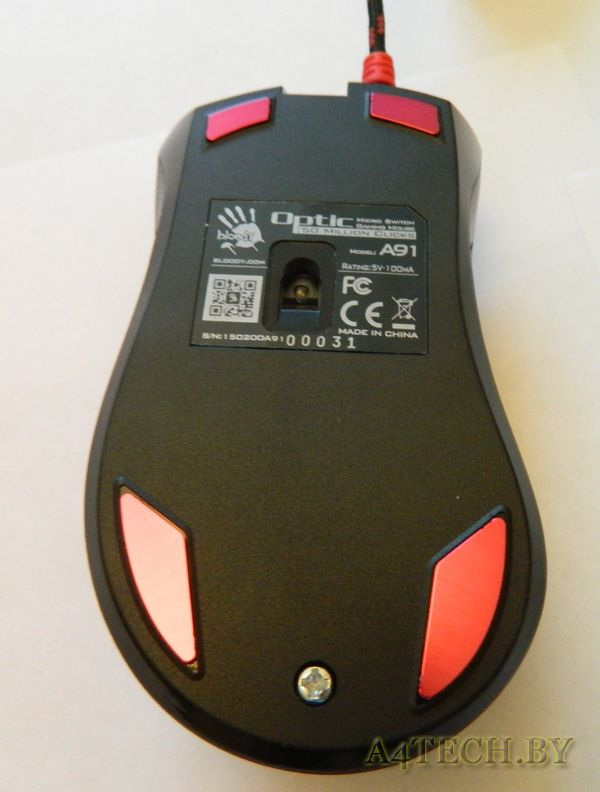 Optic Micro Switch
Gaming Mouse
50 Million Clicks
bloody
BLOODY.COM
Model: A91
Rating:5V-100mA
FC
CE
MADE IN CHINA
S/N:150200A91 00031
A4TECH.BY